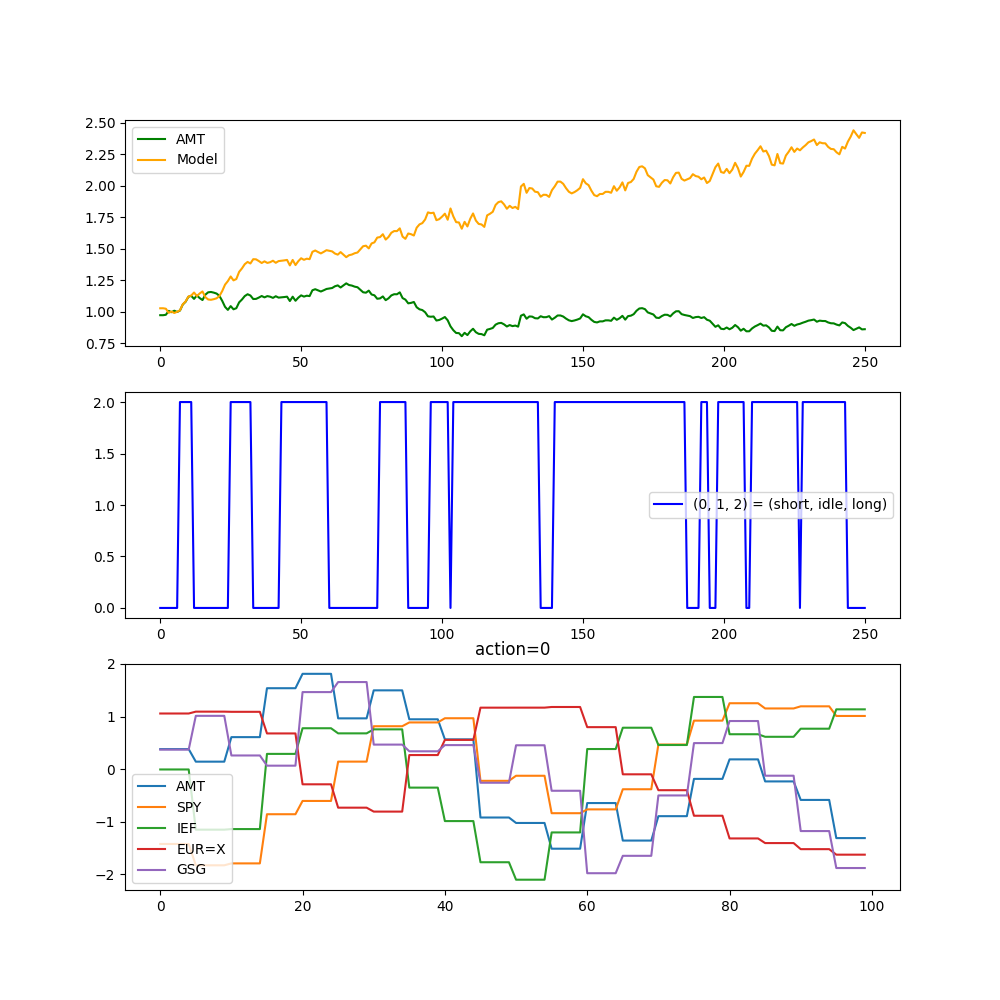 2.50
2.25
2.00
1.75
1.50
1.25
1.00
0.75
AMT
Model
0 50 100 150 200 250
2.0
1.5
1.0
0.5
0.0
(0, 1, 2) = (short, idle, long)
0 50 100 150 200 250
action=0
2
1
0
−1
−2
AMT
SPY
IEF
EUR=X
GSG
0 20 40 60 80 100